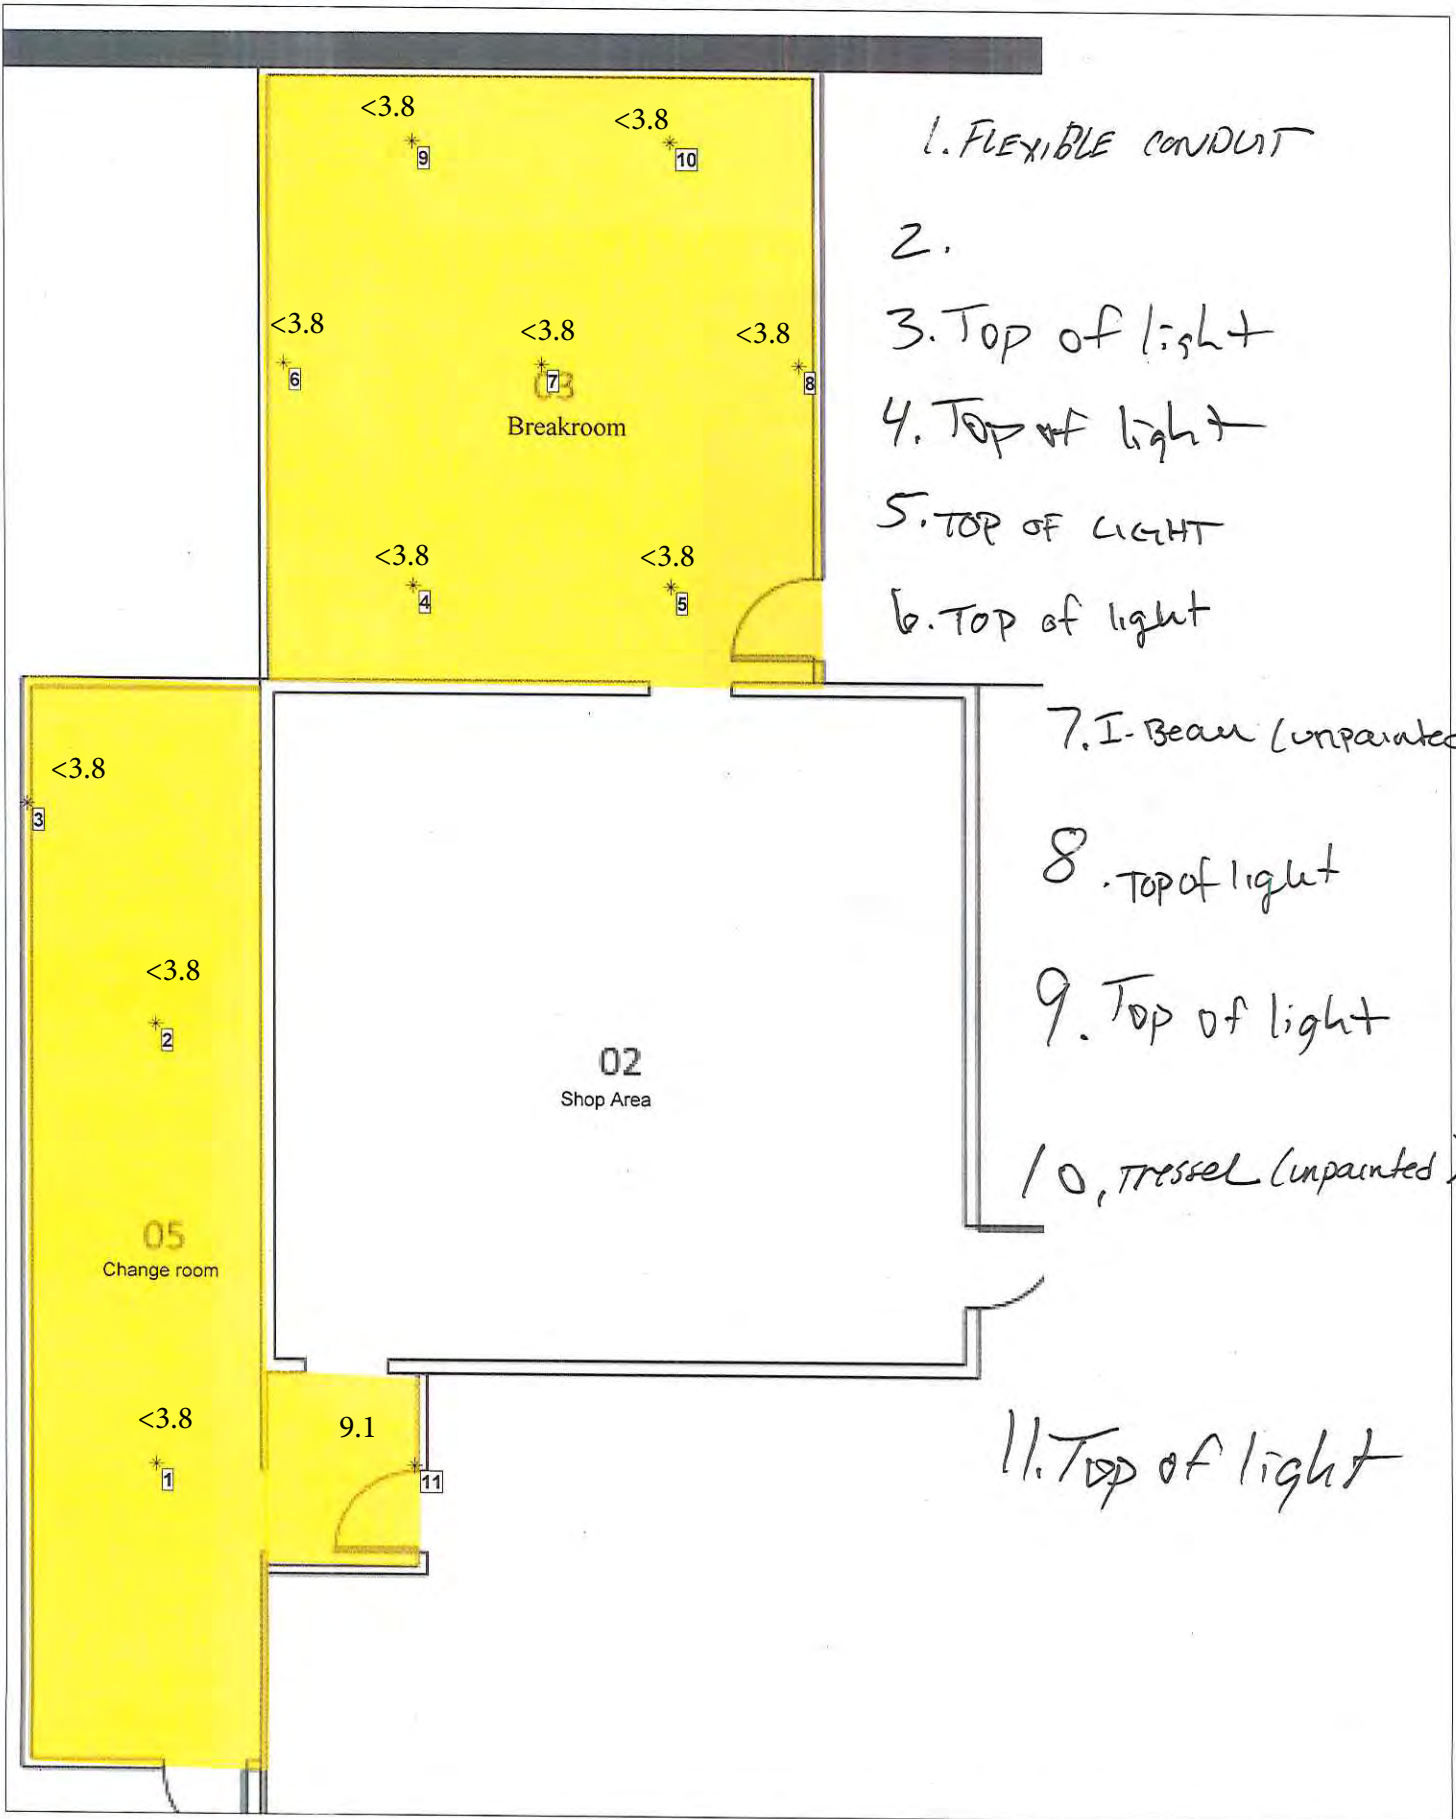 <3.8
9
<3.8
10
<3.8
6
<3.8
7
03
Breakroom
<3.8
8
<3.8
4
<3.8
5
<3.8
3
<3.8
2
02
Shop Area
05
Change room
<3.8
1
9.1
11
1. FLEXIBLE CONDUIT
2.
3. Top of light
4. Top of light
5. TOP OF LIGHT
6. TOP of light
7. I-Beam (unpainted
8. Top of light
9. Top of light
10. Tressel (unpainted)
11. Top of light